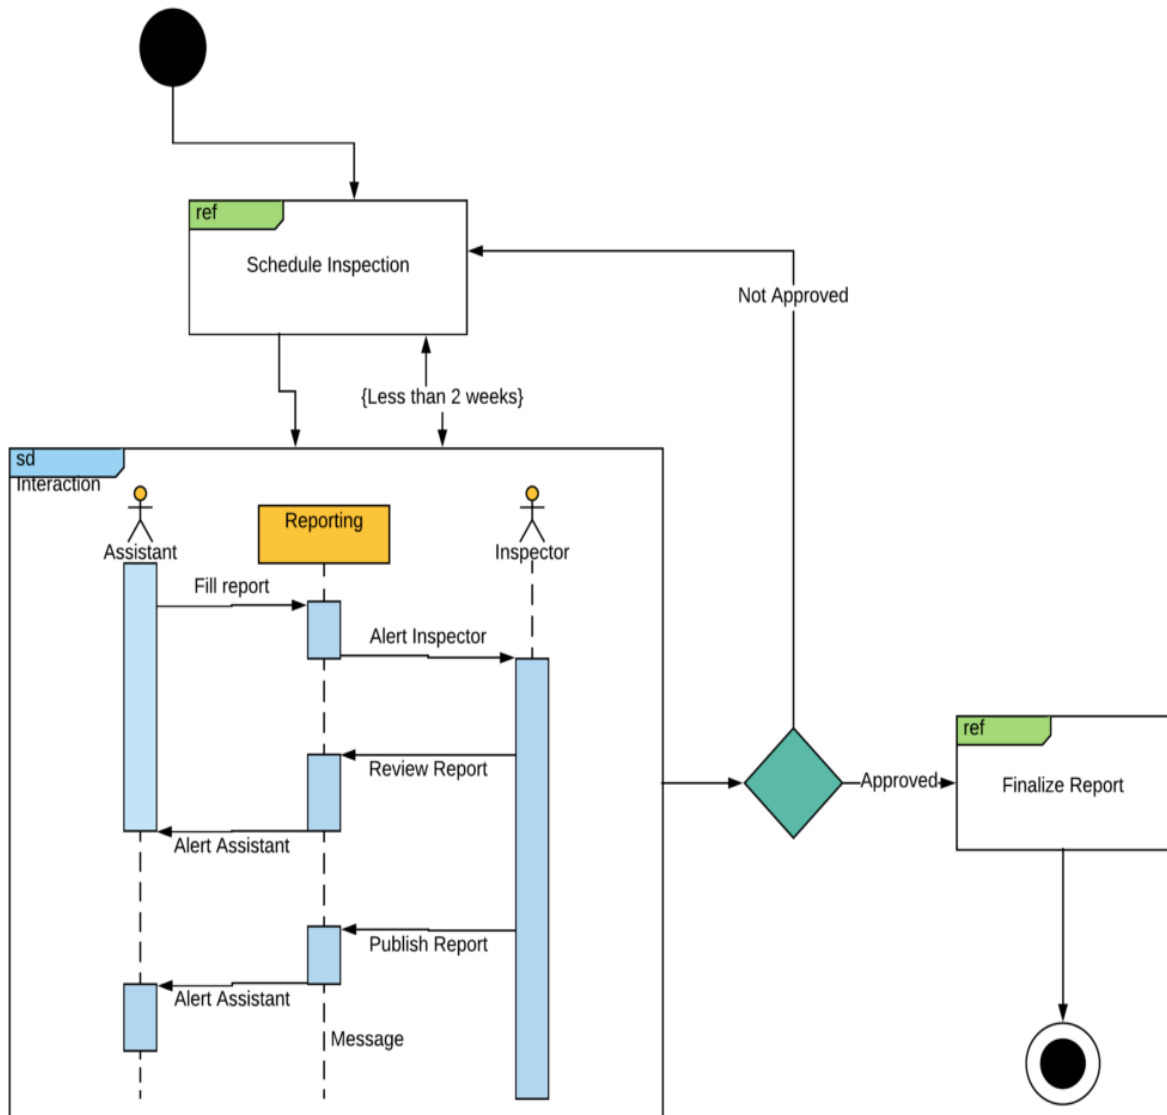 ref
Schedule Inspection
Not Approved
{Less than 2 weeks}
sd
Interaction
Assistant
Reporting
Inspector
Fill report
Alert Inspector
Review Report
Alert Assistant
Publish Report
Alert Assistant
Message
Approved
ref
Finalize Report